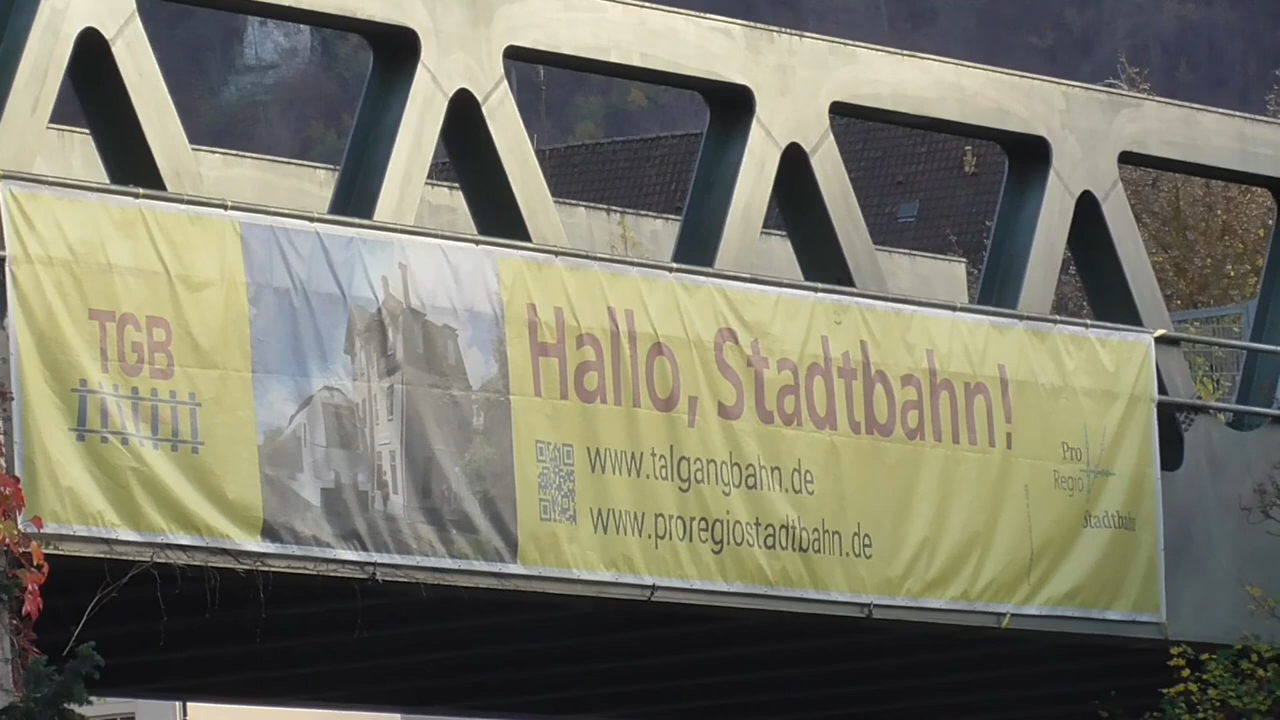 TGB
Hallo, Stadtbahn!
www.talgangbahn.de
www.proregiostadtbahn.de
Pro
Regio
Stadtbahn